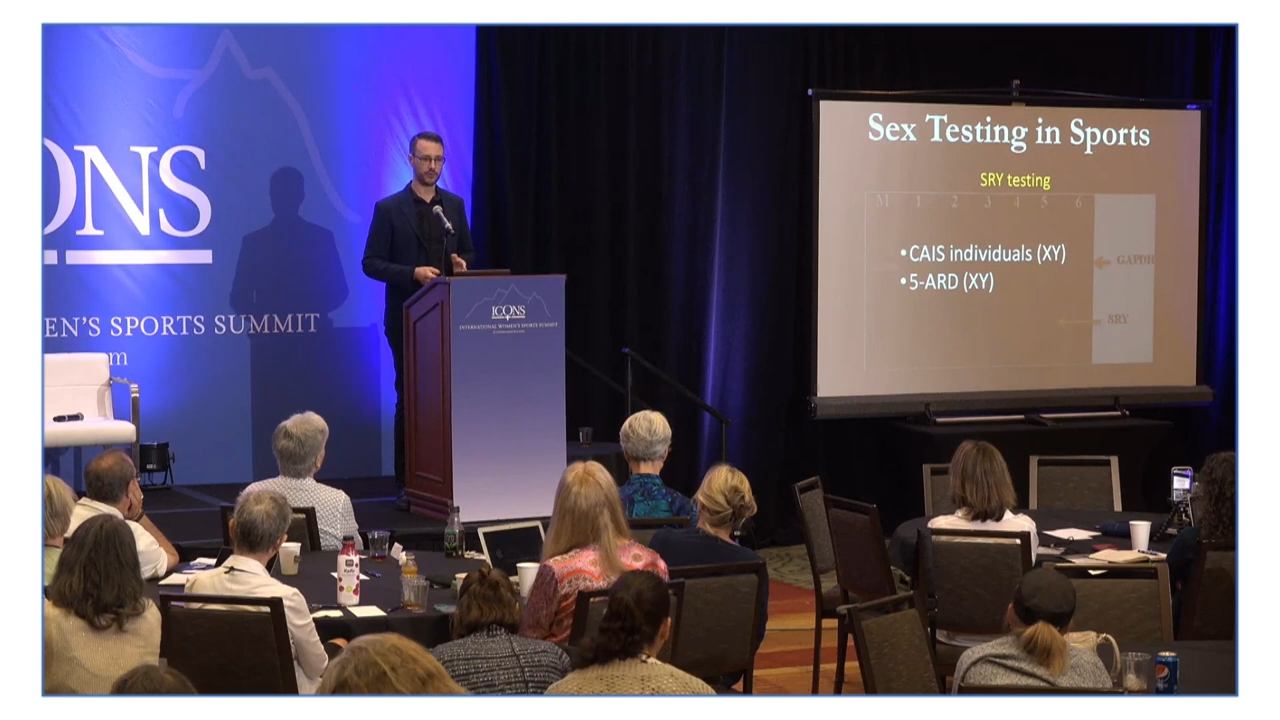 ONS
EN'S SPORTS SUMMIT
m
ICONS
INTERNATIONAL WOMEN'S SPORTS SUMMIT
Sex Testing in Sports
SRY testing
M 1 2 3 4 5 6
•CAIS individuals (XY)
•5-ARD (XY)
GAPDH
SRY